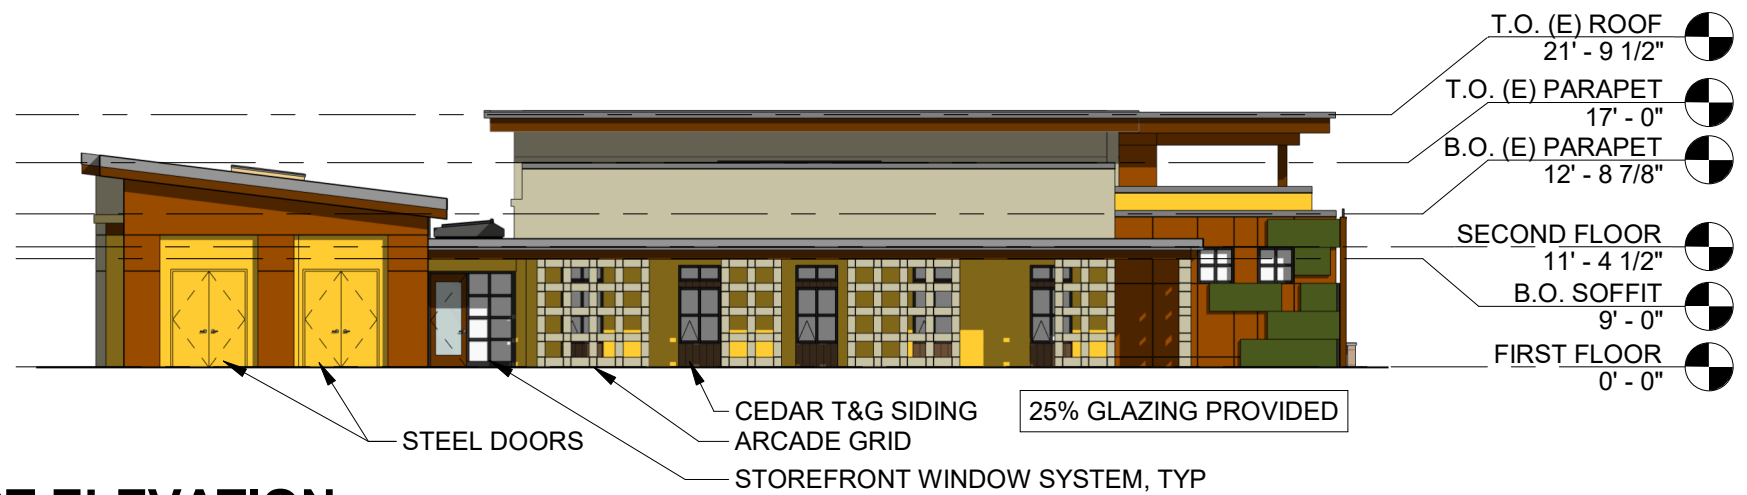 T.O. (E) ROOF
21' - 9 1/2"
T.O. (E) PARAPET
17' - 0"
B.O. (E) PARAPET
12' - 8 7/8"
SECOND FLOOR
11' - 4 1/2"
B.O. SOFFIT
9' - 0"
FIRST FLOOR
0' - 0"
CEDAR T&G SIDING
25% GLAZING PROVIDED
STEEL DOORS
ARCADE GRID
STOREFRONT WINDOW SYSTEM, TYP
ELEVATION